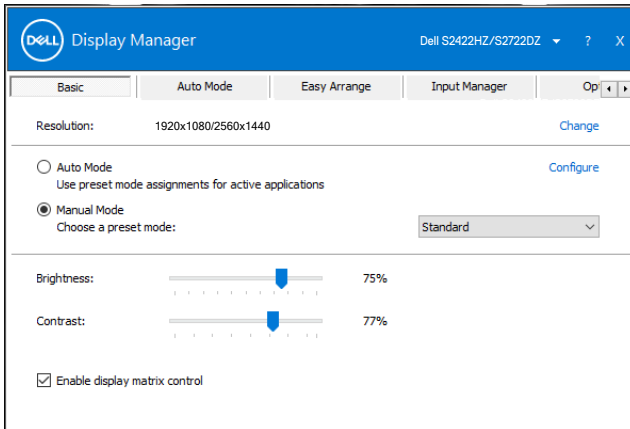 DELL Display Manager Dell S2422HZ/S2722DZ ? X
Basic Auto Mode Easy Arrange Input Manager Op
Resolution: 1920x1080/2560x1440 Change
Auto Mode Configure
Use preset mode assignments for active applications
Manual Mode
Choose a preset mode: Standard
Brightness: 75%
Contrast: 77%
Enable display matrix control